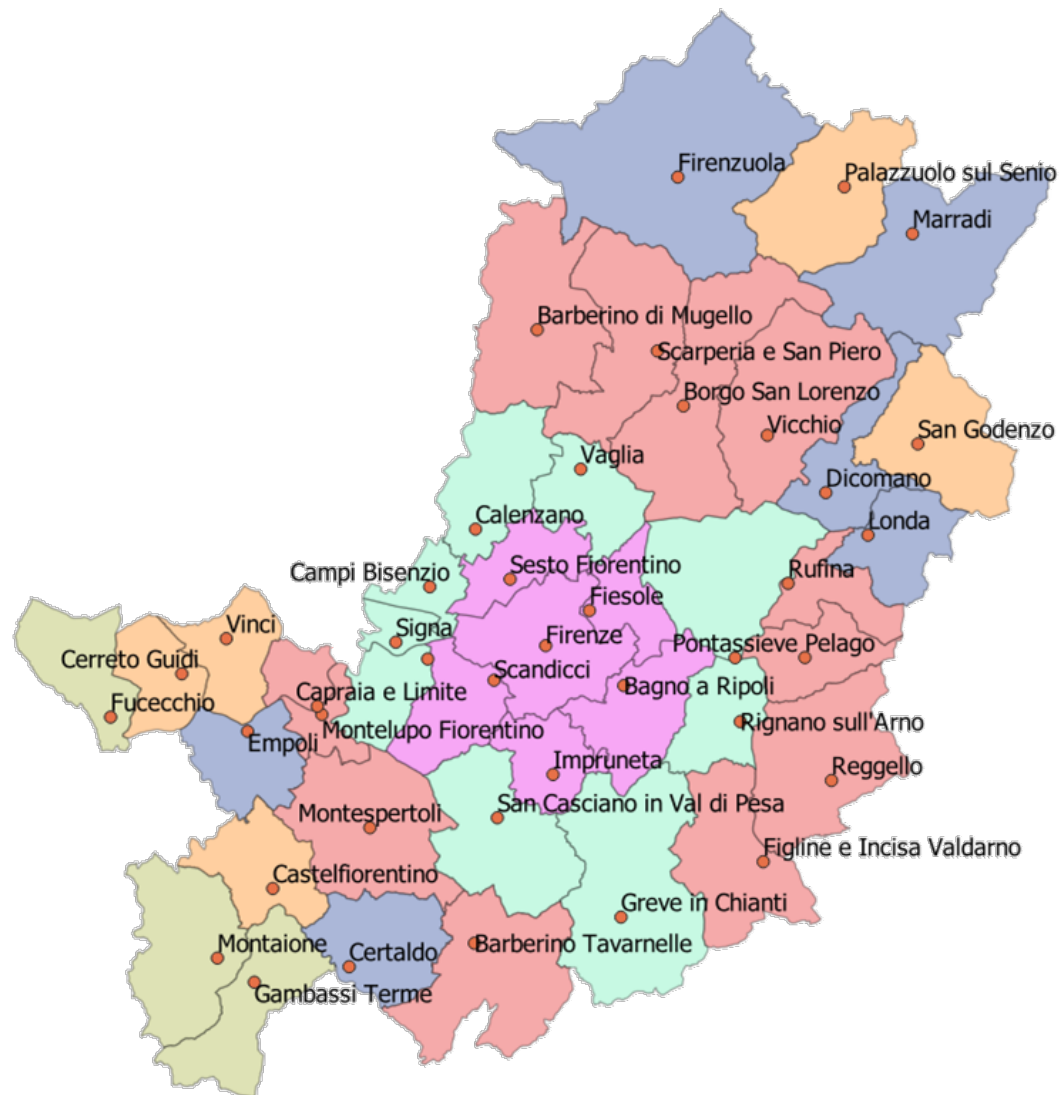 Firenzuola
Palazzuolo sul Senio
Marradi
Barberino di Mugello
Scarperia e San Piero
Borgo San Lorenzo
Vicchio
San Godenzo
Vaglia
Dicomano
Calenzano
Londa
Sesto Fiorentino
Campi Bisenzio
Rufina
Fiesole
Vinci
Signa
Firenze
Pontassieve
Pelago
Cerreto Guidi
Scandicci
Capraia e Limite
Bagno a Ripoli
Fucecchio
Montelupo Fiorentino
Rignano sull'Arno
Empoli
Impruneta
Reggello
Montespertoli
San Casciano in Val di Pesa
Figline e Incisa Valdarno
Castelfiorentino
Greve in Chianti
Montaione
Certaldo
Barberino Tavarnelle
Gambassi Terme